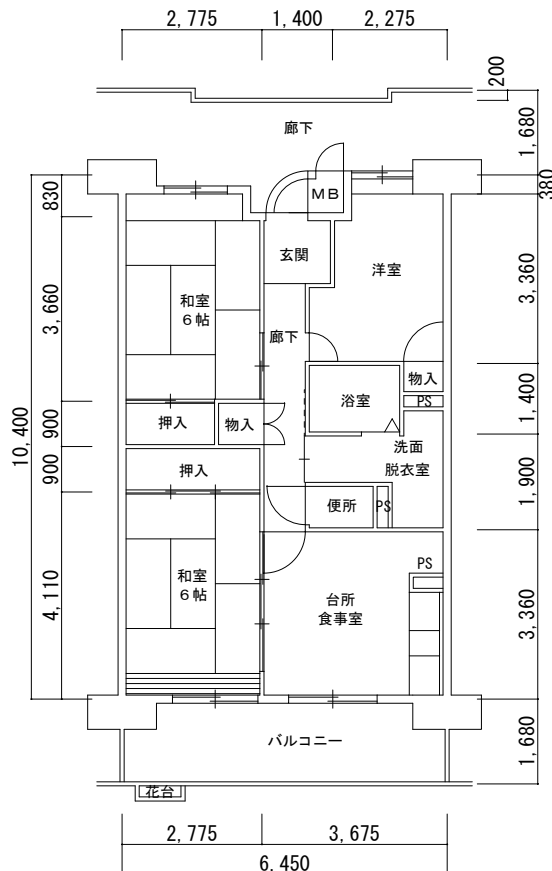 2,775
1,400
2,275
200
廊下
1,680
MB
380
830
玄関
洋室
3,360
和室
6帖
3,660
廊下
物入
浴室
PS
1,400
押入
物入
900
10,400
洗面
脱衣室
押入
900
1,900
便所
PS
PS
和室
6帖
台所
食事室
4,110
3,360
バルコニー
1,680
花台
2,775
3,675
6,450